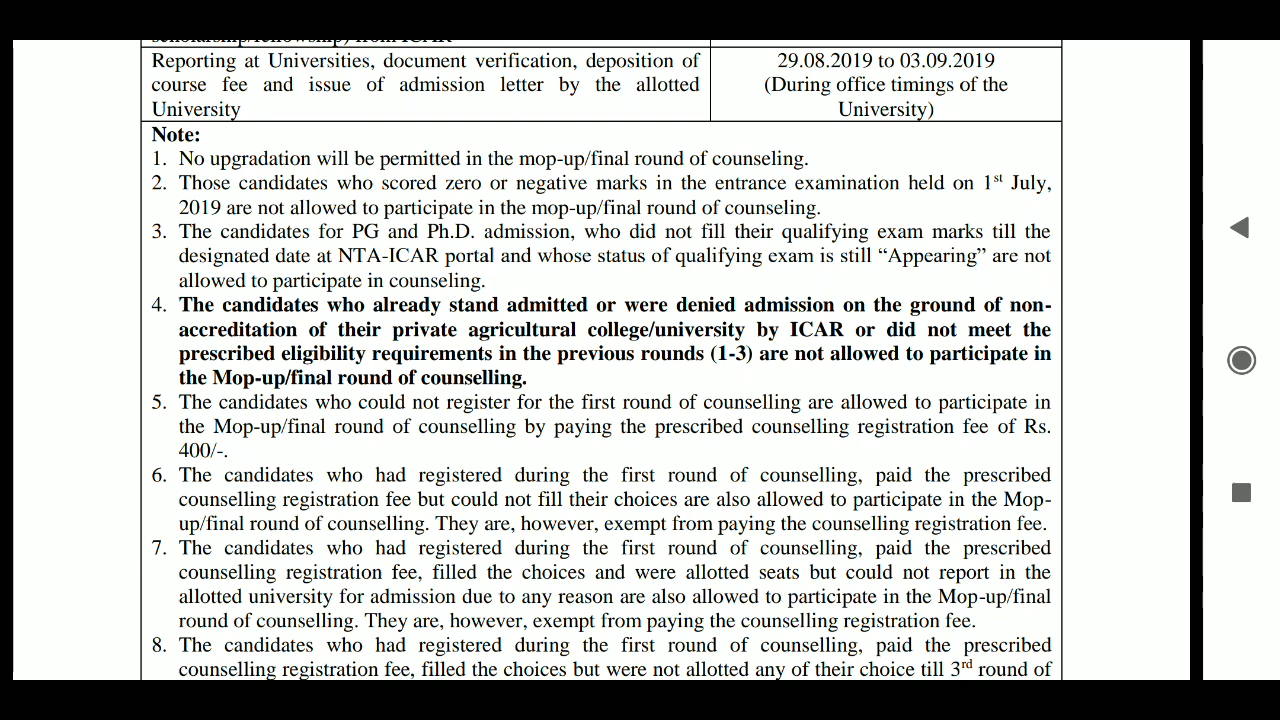 scholarship/fellowship) from ICAR
Reporting at Universities, document verification, deposition of
course fee and issue of admission letter by the allotted
University
29.08.2019 to 03.09.2019
(During office timings of the
University)
Note:
1. No upgradation will be permitted in the mop-up/final round of counseling.
2. Those candidates who scored zero or negative marks in the entrance examination held on 1st July,
2019 are not allowed to participate in the mop-up/final round of counseling.
3. The candidates for PG and Ph.D. admission, who did not fill their qualifying exam marks till the
designated date at NTA-ICAR portal and whose status of qualifying exam is still “Appearing” are not
allowed to participate in counseling.
4. The candidates who already stand admitted or were denied admission on the ground of non-
accreditation of their private agricultural college/university by ICAR or did not meet the
prescribed eligibility requirements in the previous rounds (1-3) are not allowed to participate in
the Mop-up/final round of counselling.
5. The candidates who could not register for the first round of counselling are allowed to participate in
the Mop-up/final round of counselling by paying the prescribed counselling registration fee of Rs.
400/-.
6. The candidates who had registered during the first round of counselling, paid the prescribed
counselling registration fee but could not fill their choices are also allowed to participate in the Mop-
up/final round of counselling. They are, however, exempt from paying the counselling registration fee.
7. The candidates who had registered during the first round of counselling, paid the prescribed
counselling registration fee, filled the choices and were allotted seats but could not report in the
allotted university for admission due to any reason are also allowed to participate in the Mop-up/final
round of counselling. They are, however, exempt from paying the counselling registration fee.
8. The candidates who had registered during the first round of counselling, paid the prescribed
counselling registration fee, filled the choices but were not allotted any of their choice till 3rd round of